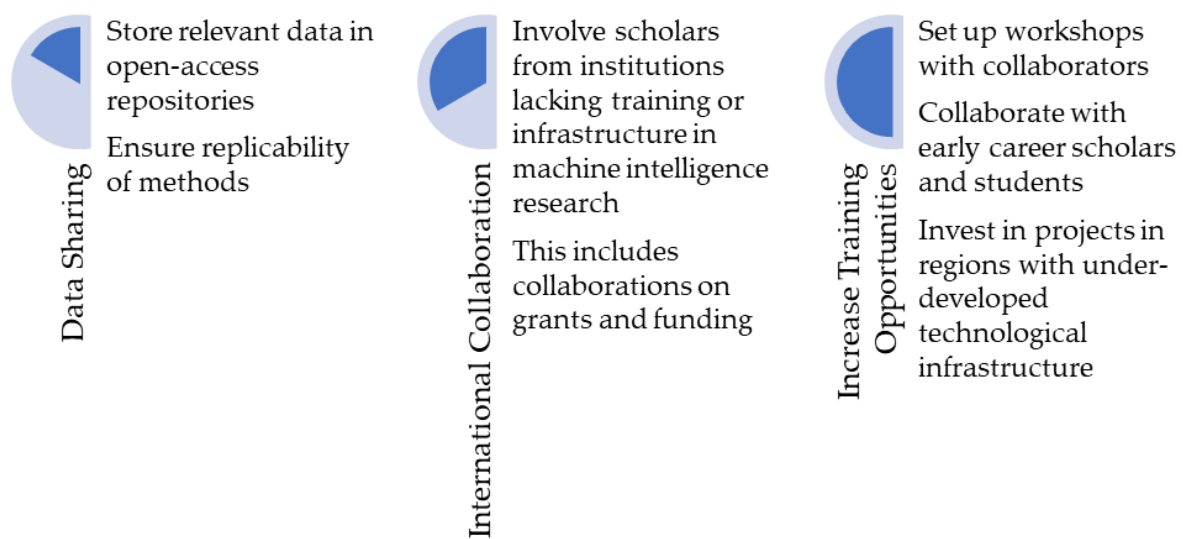 Data Sharing
Store relevant data in
open-access
repositories
Ensure replicability
of methods
International Collaboration
Involve scholars
from institutions
lacking training or
infrastructure in
machine intelligence
research
This includes
collaborations on
grants and funding
Increase Training
Opportunities
Set up workshops
with collaborators
Collaborate with
early career scholars
and students
Invest in projects in
regions with under-
developed
technological
infrastructure